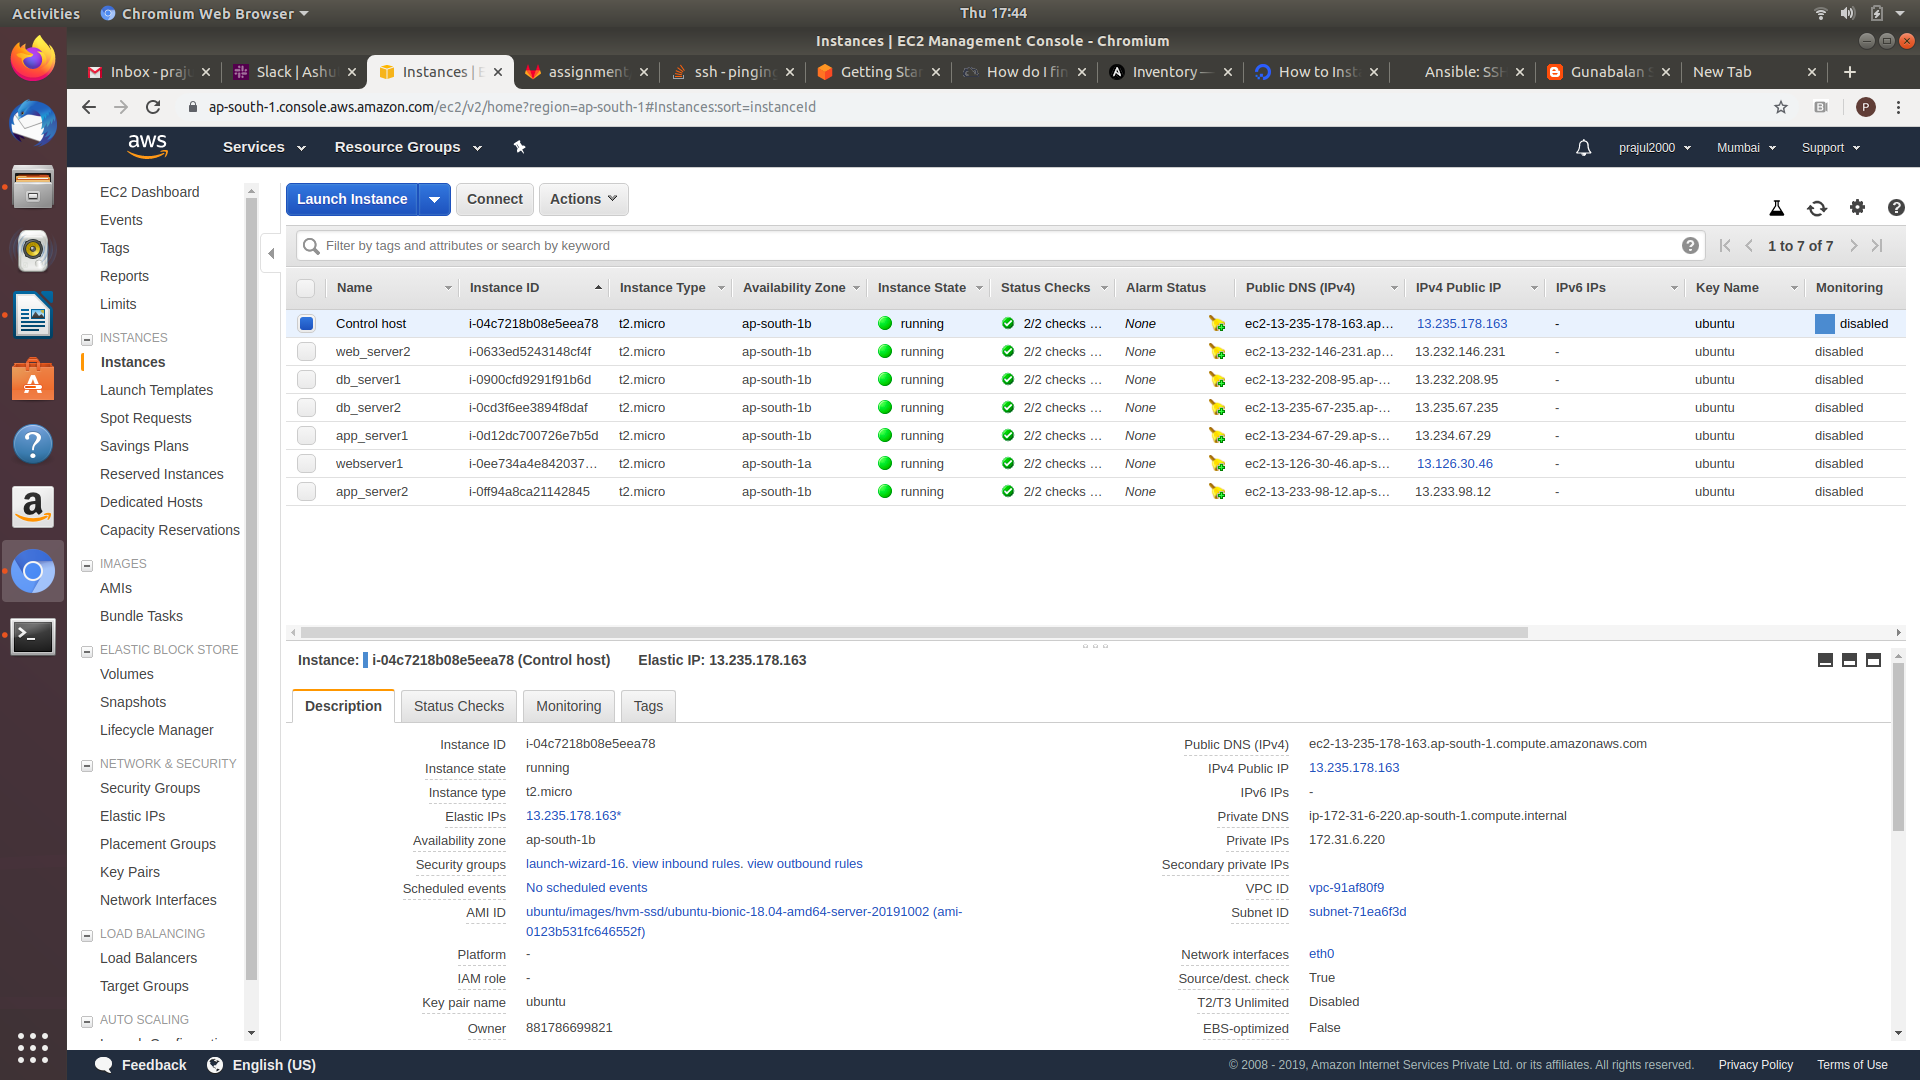 Activities Chromium Web Browser Thu 17:44
Instances | EC2 Management Console - Chromium
Inbox - praju Slack | Ashu Instances | E assignment ssh - pinging Getting Star How do I fin Inventory — How to Inst Ansible: SSH Gunabalan S New Tab
ap-south-1.console.aws.amazon.com/ec2/v2/home?region=ap-south-1#Instances:sort=instanceId P
aws Services Resource Groups prajul2000 Mumbai Support
EC2 Dashboard
Events
Tags
Reports
Limits
INSTANCES
Instances
Launch Templates
Spot Requests
Savings Plans
Reserved Instances
Dedicated Hosts
Capacity Reservations
IMAGES
AMIs
Bundle Tasks
ELASTIC BLOCK STORE
Volumes
Snapshots
Lifecycle Manager
NETWORK & SECURITY
Security Groups
Elastic IPs
Placement Groups
Key Pairs
Network Interfaces
LOAD BALANCING
Load Balancers
Target Groups
AUTO SCALING
Launch Instance Connect Actions
Filter by tags and attributes or search by keyword 1 to 7 of 7
Name Instance ID Instance Type Availability Zone Instance State Status Checks Alarm Status Public DNS (IPv4) IPv4 Public IP IPv6 IPs Key Name Monitoring
Control host i-04c7218b08e5eea78 t2.micro ap-south-1b running 2/2 checks … None ec2-13-235-178-163.ap… 13.235.178.163 - ubuntu disabled
web_server2 i-0633ed5243148cf4f t2.micro ap-south-1b running 2/2 checks … None ec2-13-232-146-231.ap… 13.232.146.231 - ubuntu disabled
db_server1 i-0900cfd9291f91b6d t2.micro ap-south-1b running 2/2 checks … None ec2-13-232-208-95.ap-… 13.232.208.95 - ubuntu disabled
db_server2 i-0cd3f6ee3894f8daf t2.micro ap-south-1b running 2/2 checks … None ec2-13-235-67-235.ap-… 13.235.67.235 - ubuntu disabled
app_server1 i-0d12dc700726e7b5d t2.micro ap-south-1b running 2/2 checks … None ec2-13-234-67-29.ap-s… 13.234.67.29 - ubuntu disabled
webserver1 i-0ee734a4e842037… t2.micro ap-south-1a running 2/2 checks … None ec2-13-126-30-46.ap-s… 13.126.30.46 - ubuntu disabled
app_server2 i-0ff94a8ca21142845 t2.micro ap-south-1b running 2/2 checks … None ec2-13-233-98-12.ap-s… 13.233.98.12 - ubuntu disabled
Instance: i-04c7218b08e5eea78 (Control host) Elastic IP: 13.235.178.163
Description Status Checks Monitoring Tags
Instance ID i-04c7218b08e5eea78 Public DNS (IPv4) ec2-13-235-178-163.ap-south-1.compute.amazonaws.com
Instance state running IPv4 Public IP 13.235.178.163
Instance type t2.micro IPv6 IPs -
Elastic IPs 13.235.178.163* Private DNS ip-172-31-6-220.ap-south-1.compute.internal
Availability zone ap-south-1b Private IPs 172.31.6.220
Security groups launch-wizard-16. view inbound rules. view outbound rules Secondary private IPs
Scheduled events No scheduled events VPC ID vpc-91af80f9
AMI ID ubuntu/images/hvm-ssd/ubuntu-bionic-18.04-amd64-server-20191002 (ami- Subnet ID subnet-71ea6f3d
0123b531fc646552f)
Platform - Network interfaces eth0
IAM role - Source/dest. check True
Key pair name ubuntu T2/T3 Unlimited Disabled
Owner 881786699821 EBS-optimized False
Feedback English (US) © 2008 - 2019, Amazon Internet Services Private Ltd. or its affiliates. All rights reserved. Privacy Policy Terms of Use